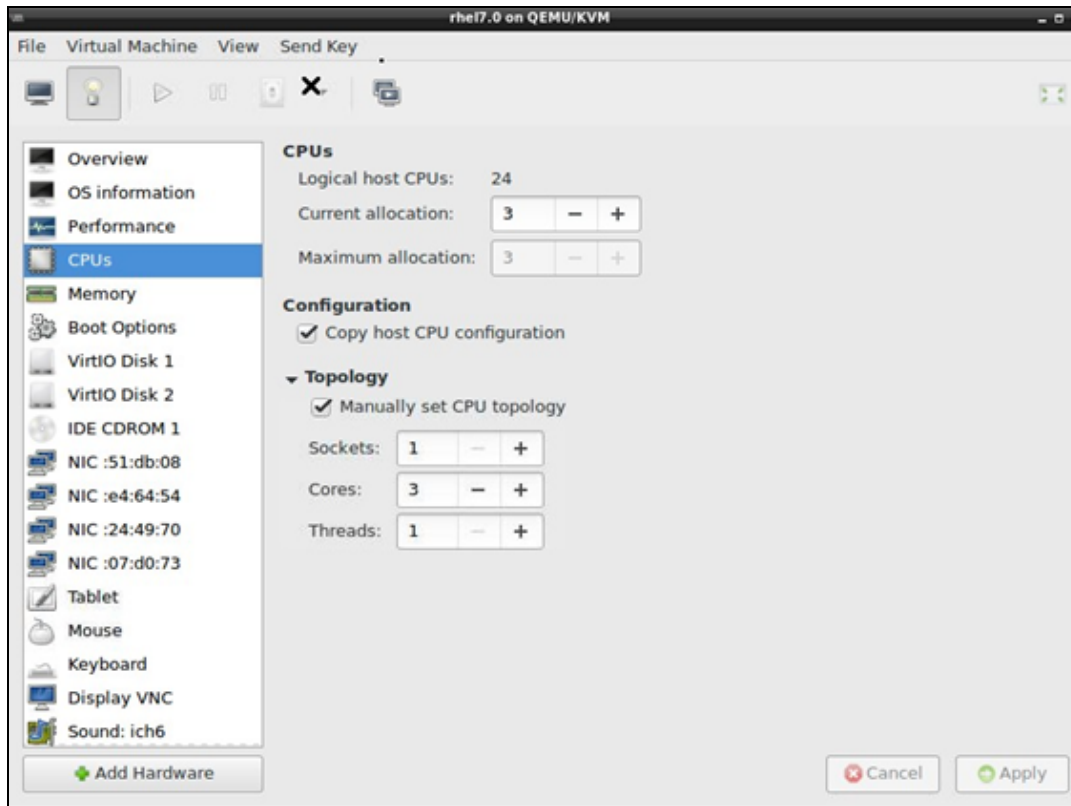 rhel7.0 on QEMU/KVM
File Virtual Machine View Send Key
Overview
OS information
Performance
CPUs
Memory
Boot Options
VirtIO Disk 1
VirtIO Disk 2
IDE CDROM 1
NIC :51:db:08
NIC :e4:64:54
NIC :24:49:70
NIC :07:d0:73
Tablet
Mouse
Keyboard
Display VNC
Sound: ich6
Add Hardware
CPUs
Logical host CPUs: 24
Current allocation: 3 − +
Maximum allocation: 3 − +
Configuration
Copy host CPU configuration
Topology
Manually set CPU topology
Sockets: 1 − +
Cores: 3 − +
Threads: 1 − +
Cancel Apply